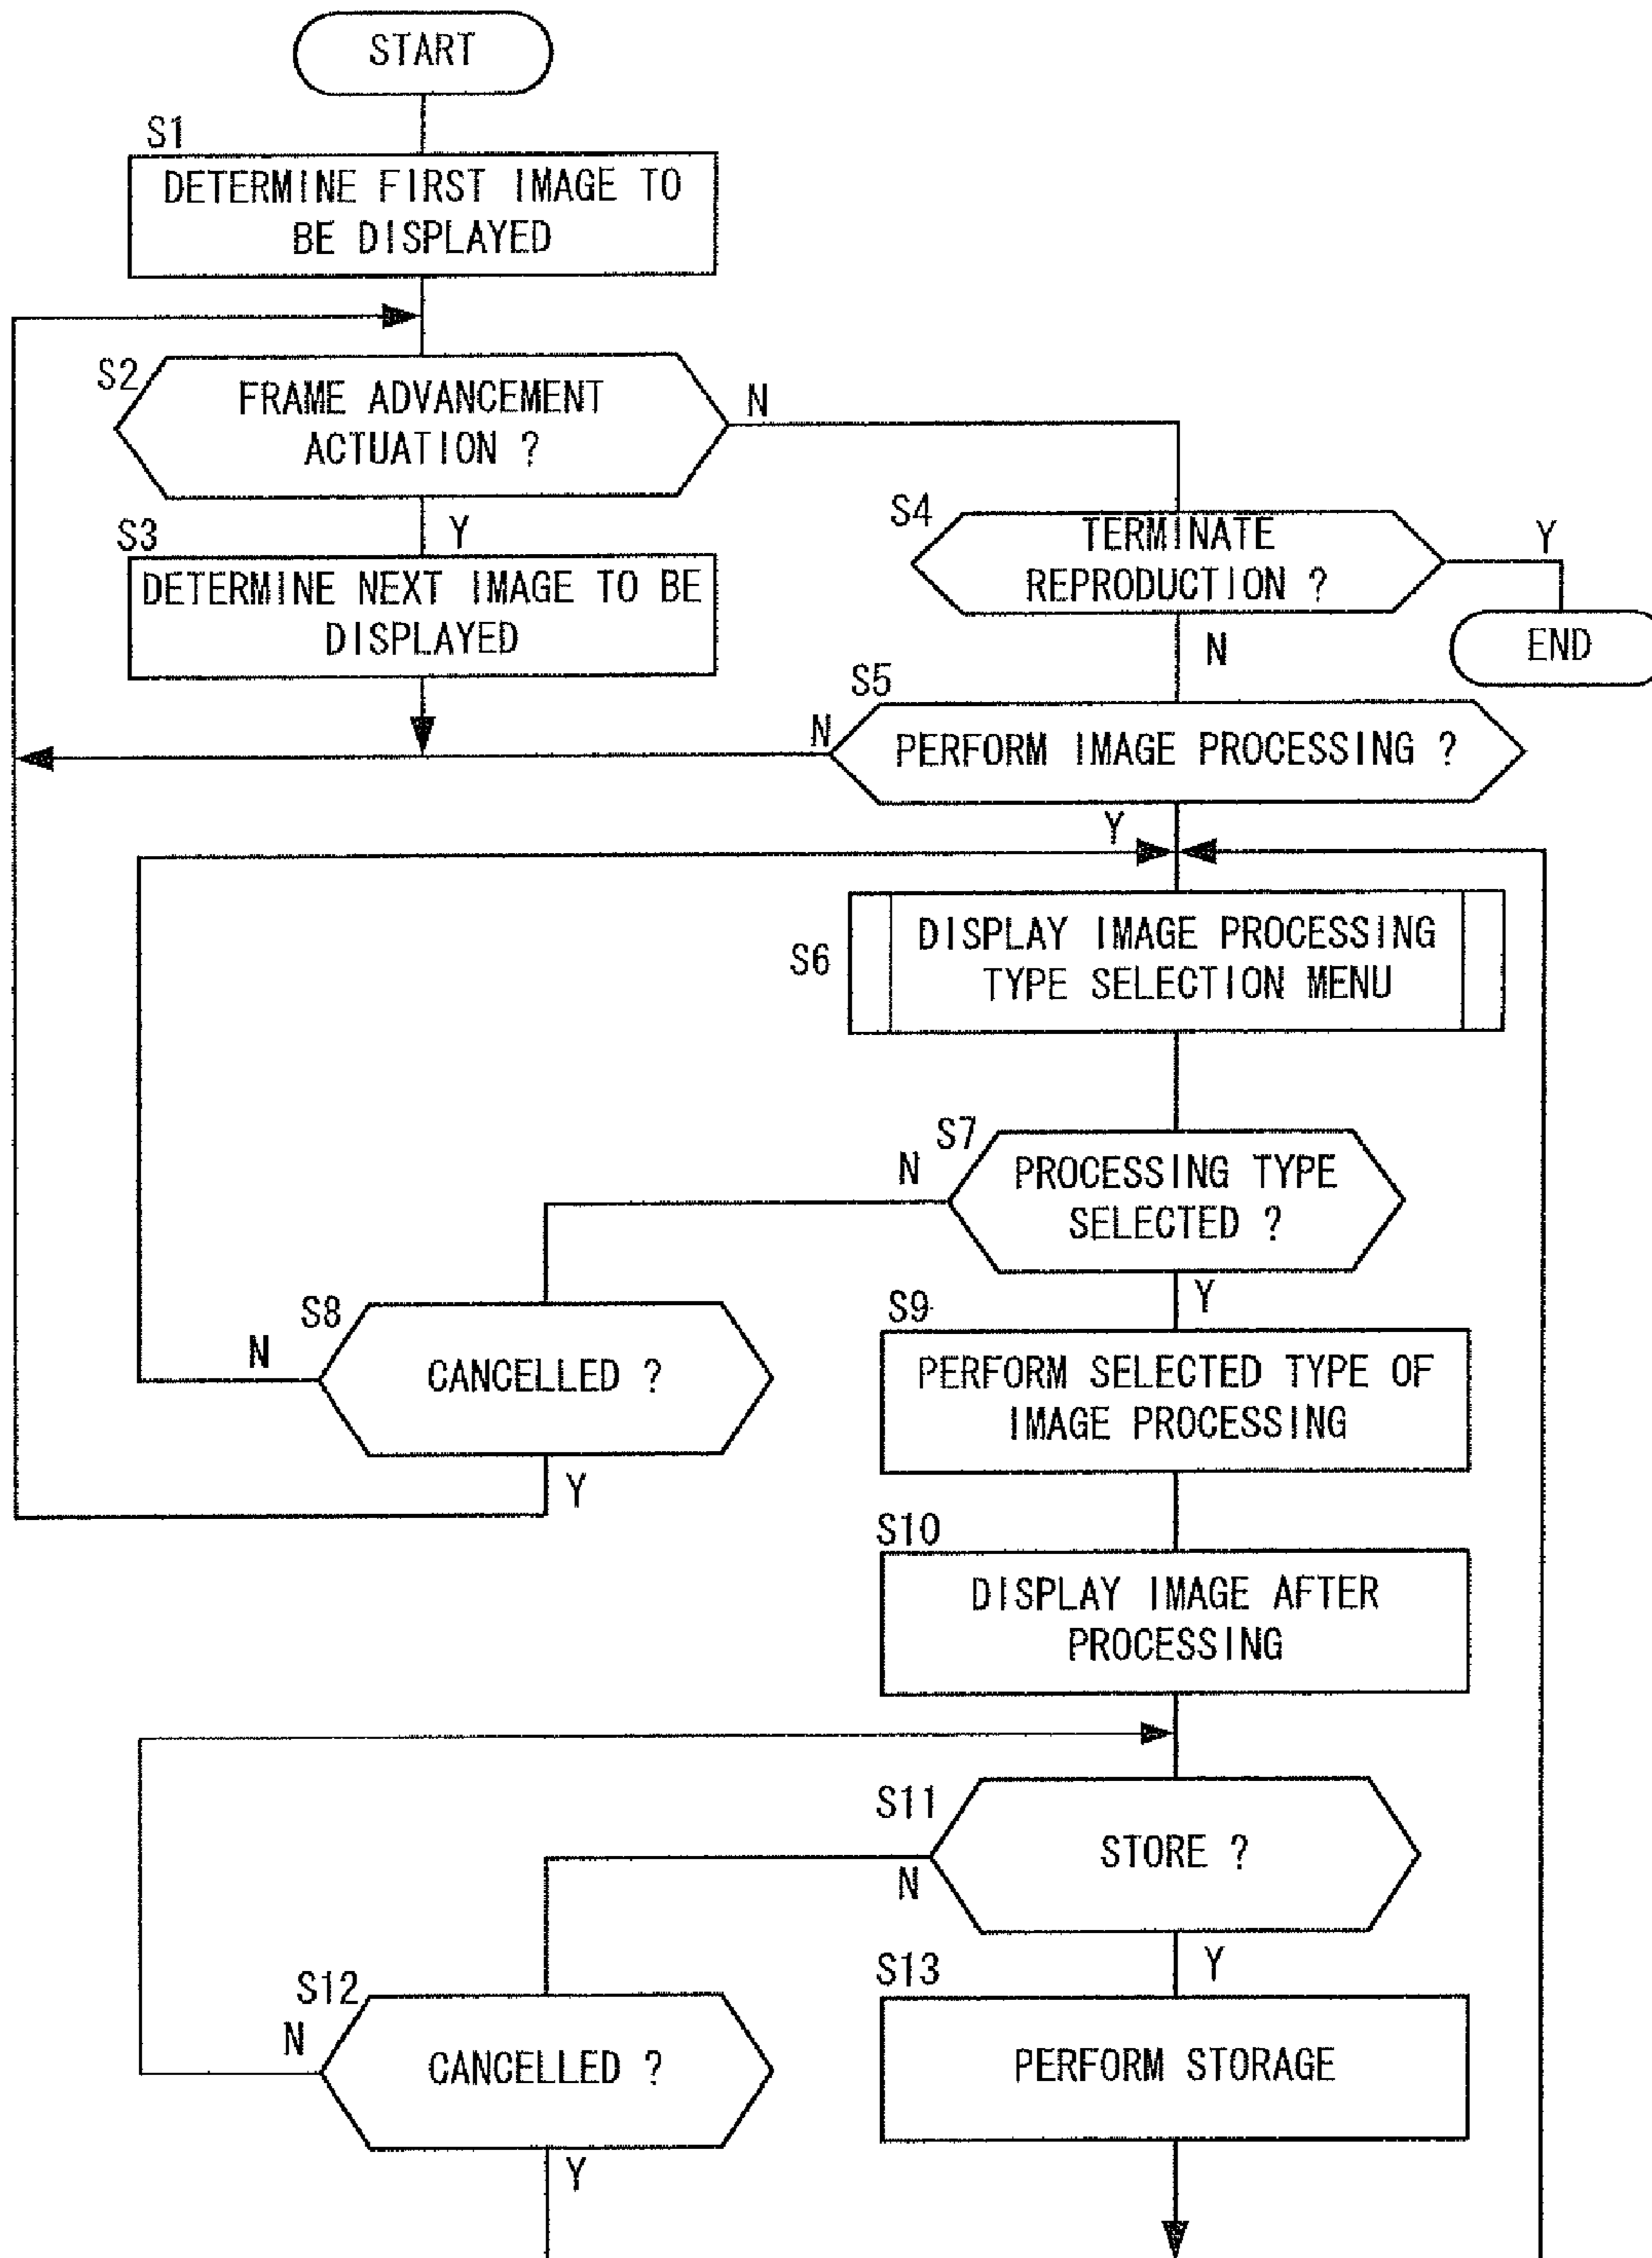 START
S1
DETERMINE FIRST IMAGE TO
BE DISPLAYED
S2
FRAME ADVANCEMENT
ACTUATION ?
N
Y
S3
DETERMINE NEXT IMAGE TO BE
DISPLAYED
S4
TERMINATE
REPRODUCTION ?
Y
END
N
S5
N
PERFORM IMAGE PROCESSING ?
Y
S6
DISPLAY IMAGE PROCESSING
TYPE SELECTION MENU
S7
N
PROCESSING TYPE
SELECTED ?
Y
S8
N
CANCELLED ?
Y
S9
PERFORM SELECTED TYPE OF
IMAGE PROCESSING
S10
DISPLAY IMAGE AFTER
PROCESSING
S11
STORE ?
N
Y
S12
N
CANCELLED ?
Y
S13
PERFORM STORAGE